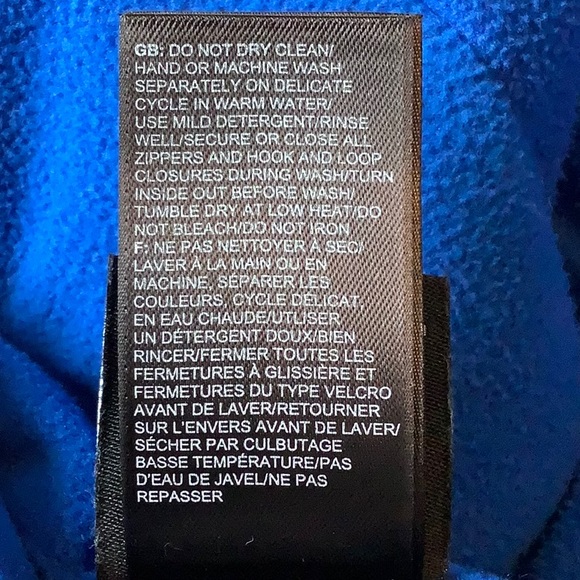 GB: DO NOT DRY CLEAN/
HAND OR MACHINE WASH
SEPARATELY ON DELICATE
CYCLE IN WARM WATER/
USE MILD DETERGENT/RINSE
WELL/SECURE OR CLOSE ALL
ZIPPERS AND HOOK AND LOOP
CLOSURES DURING WASH/TURN
INSIDE OUT BEFORE WASH/
TUMBLE DRY AT LOW HEAT/DO
NOT BLEACH/DO NOT IRON
F: NE PAS NETTOYER À SEC/
LAVER À LA MAIN OU EN
MACHINE, SÉPARER LES
COULEURS, CYCLE DÉLICAT,
EN EAU CHAUDE/UTLISER
UN DÉTERGENT DOUX/BIEN
RINCER/FERMER TOUTES LES
FERMETURES À GLISSIÈRE ET
FERMETURES DU TYPE VELCRO
AVANT DE LAVER/RETOURNER
SUR L'ENVERS AVANT DE LAVER/
SÉCHER PAR CULBUTAGE
BASSE TEMPÉRATURE/PAS
D'EAU DE JAVEL/NE PAS
REPASSER